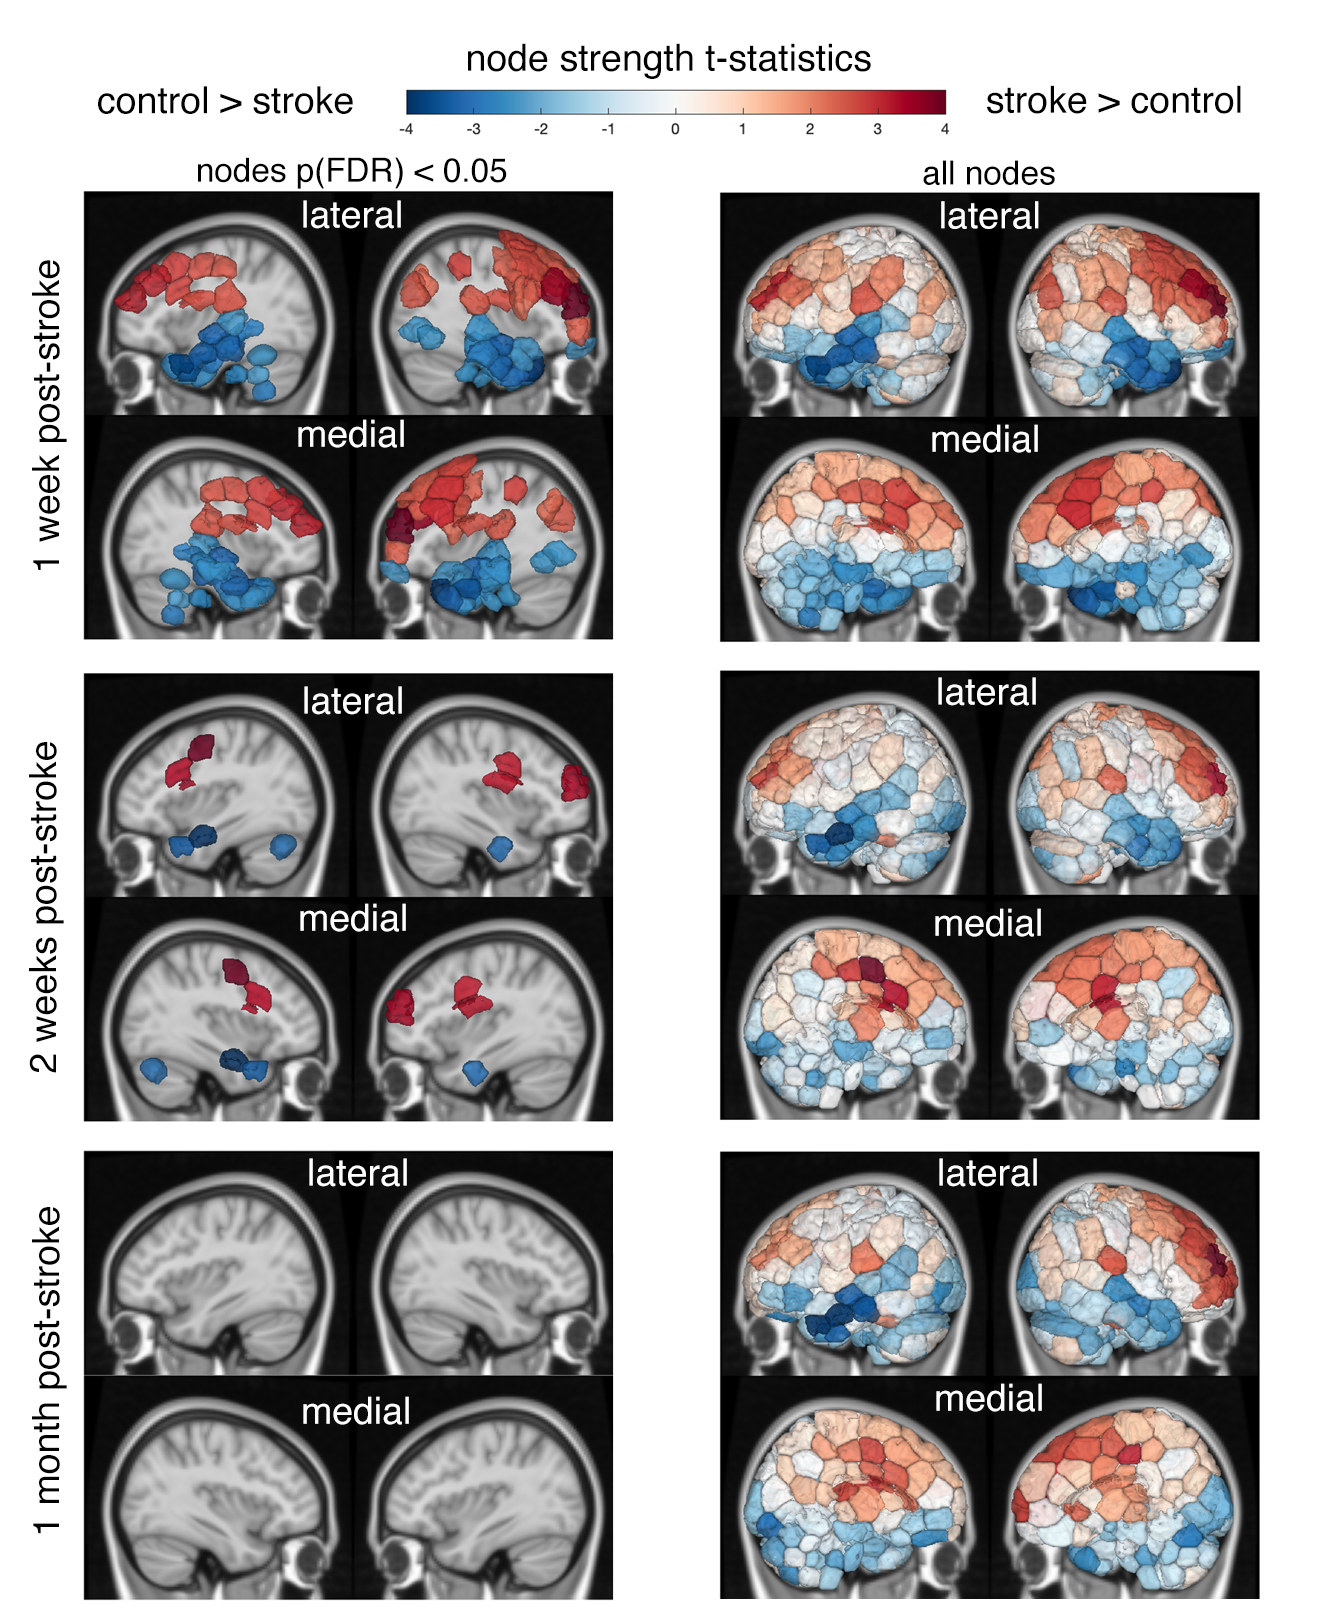 node strength t-statistics
control > stroke
stroke > control
-4 -3 -2 -1 0 1 2 3 4
nodes p(FDR) < 0.05
all nodes
1 week post-stroke
lateral
lateral
medial
medial
2 weeks post-stroke
lateral
lateral
medial
medial
1 month post-stroke
lateral
lateral
medial
medial